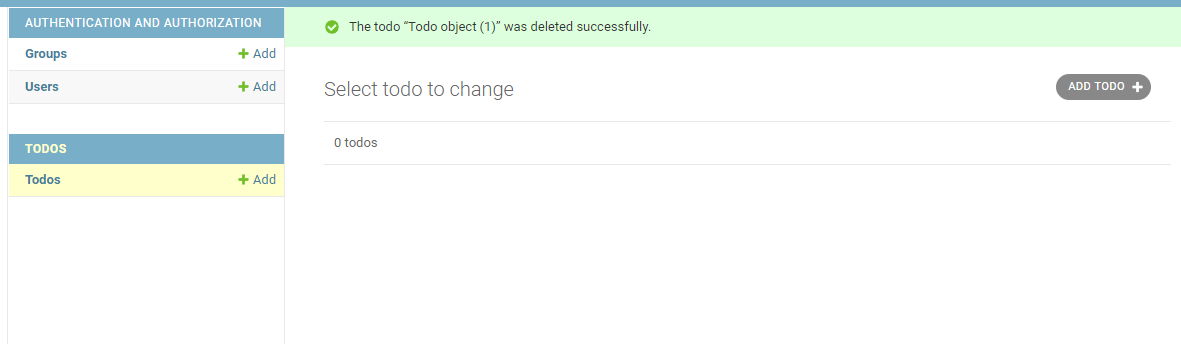 AUTHENTICATION AND AUTHORIZATION
Groups
Add
Users
Add
TODOS
Todos
Add
The todo “Todo object (1)” was deleted successfully.
Select todo to change
ADD TODO
0 todos